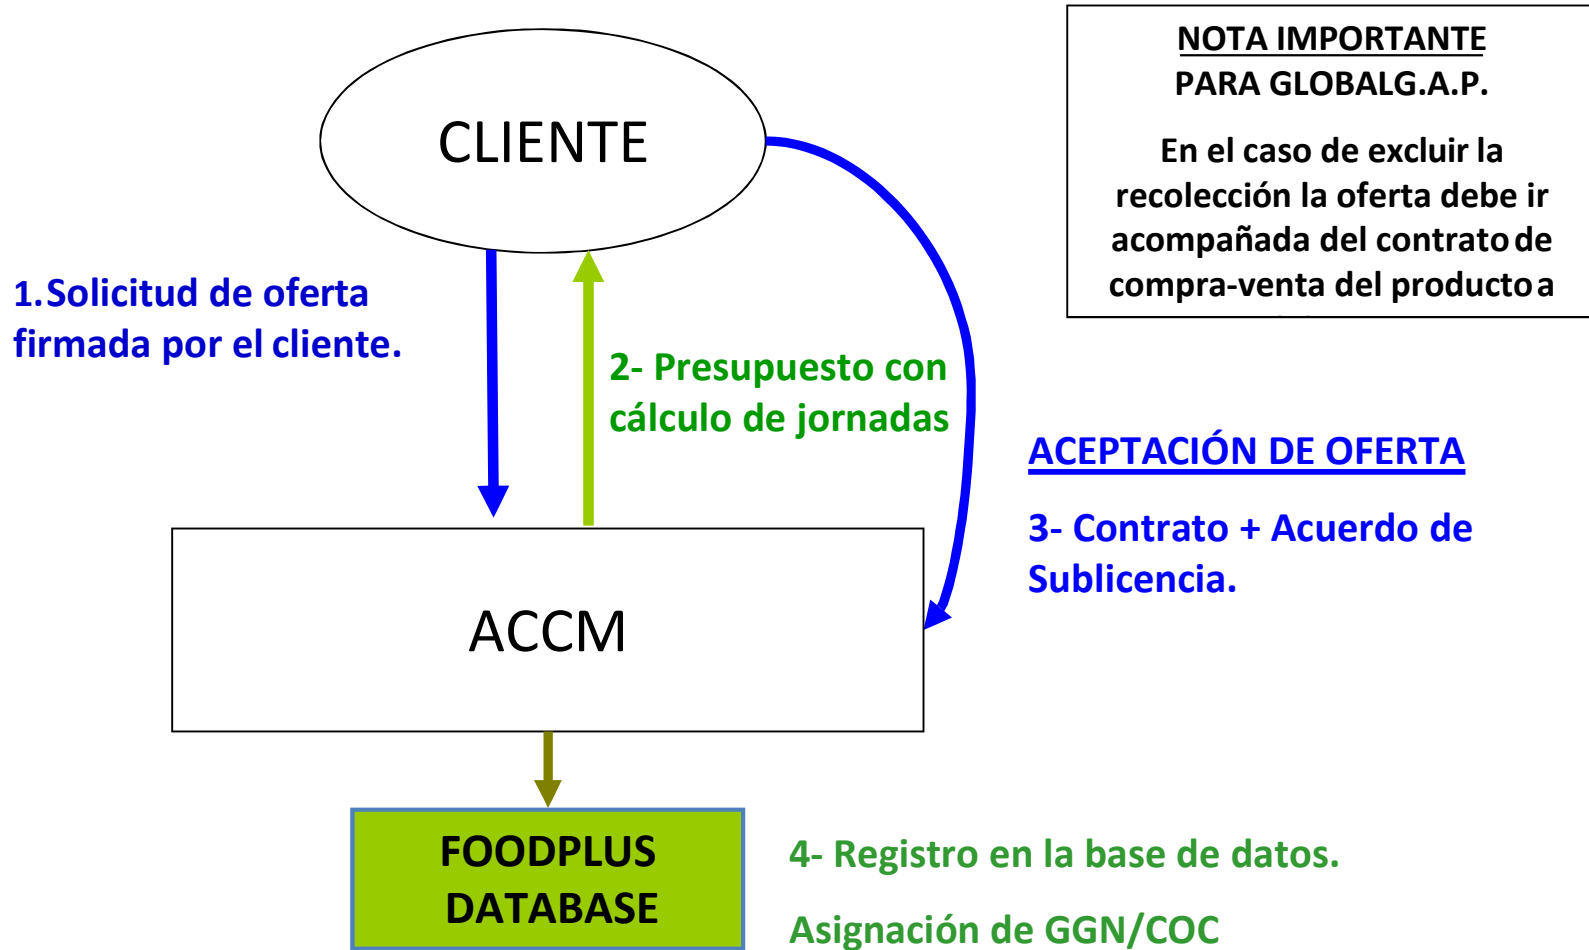 CLIENTE
NOTA IMPORTANTE
PARA GLOBALG.A.P.
En el caso de excluir la
recolección la oferta debe ir
acompañada del contrato de
compra-venta del producto a
1.Solicitud de oferta
firmada por el cliente.
2- Presupuesto con
cálculo de jornadas
ACEPTACIÓN DE OFERTA
3- Contrato + Acuerdo de
Sublicencia.
ACCM
FOODPLUS
DATABASE
4- Registro en la base de datos.
Asignación de GGN/COC